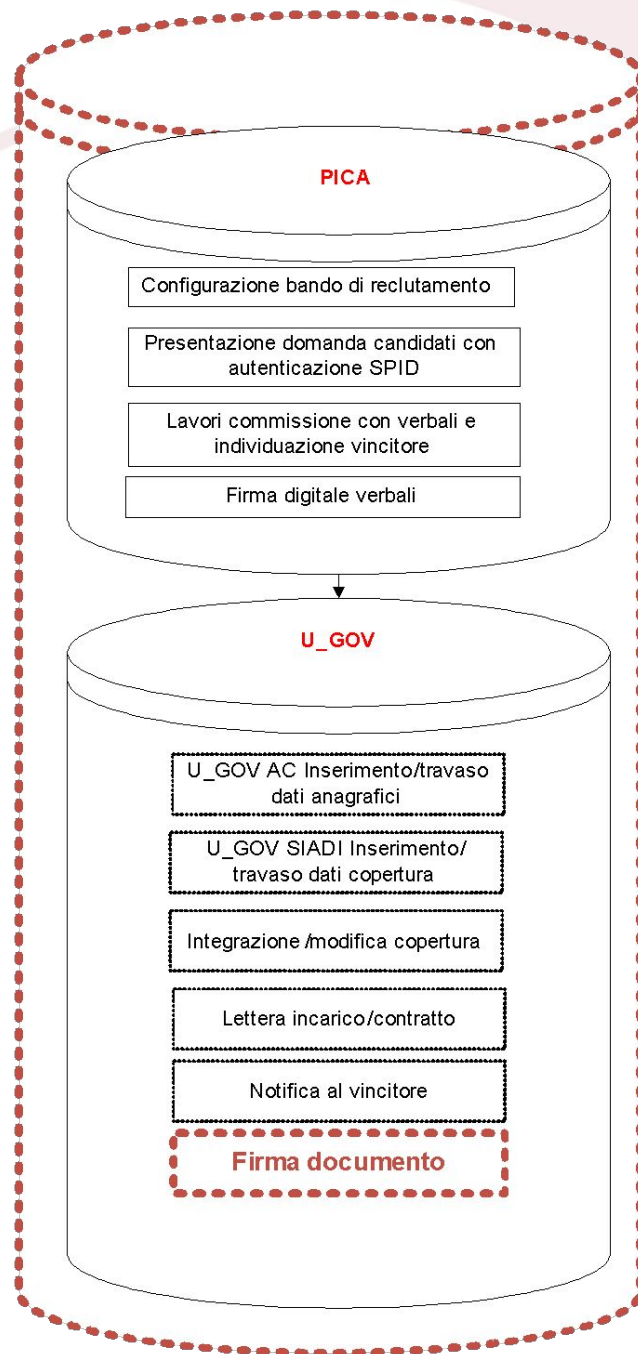 PICA
Configurazione bando di reclutamento
Presentazione domanda candidati con
autenticazione SPID
Lavori commissione con verbali e
individuazione vincitore
Firma digitale verbali
U_GOV
U_GOV AC Inserimento/travaso
dati anagrafici
U_GOV SIADI Inserimento/
travaso dati copertura
Integrazione/modifica copertura
Lettera incarico/contratto
Notifica al vincitore
Firma documento